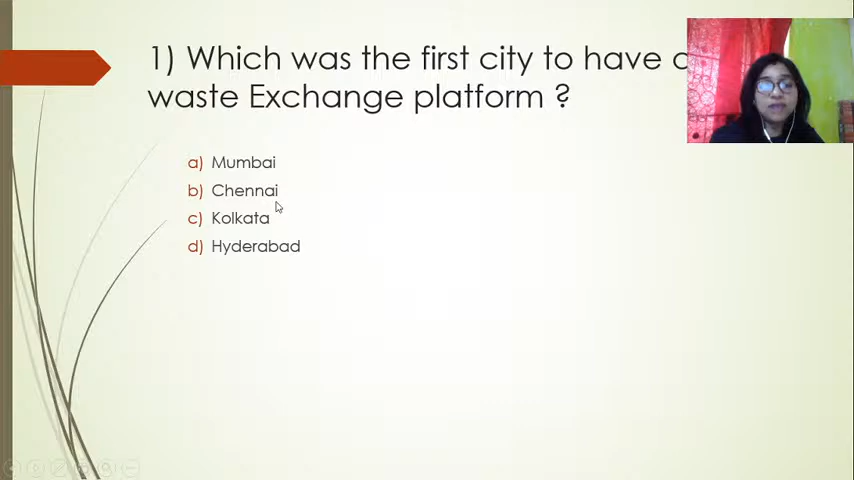 1) Which was the first city to have
waste Exchange platform ?
a) Mumbai
b) Chennai
c) Kolkata
d) Hyderabad